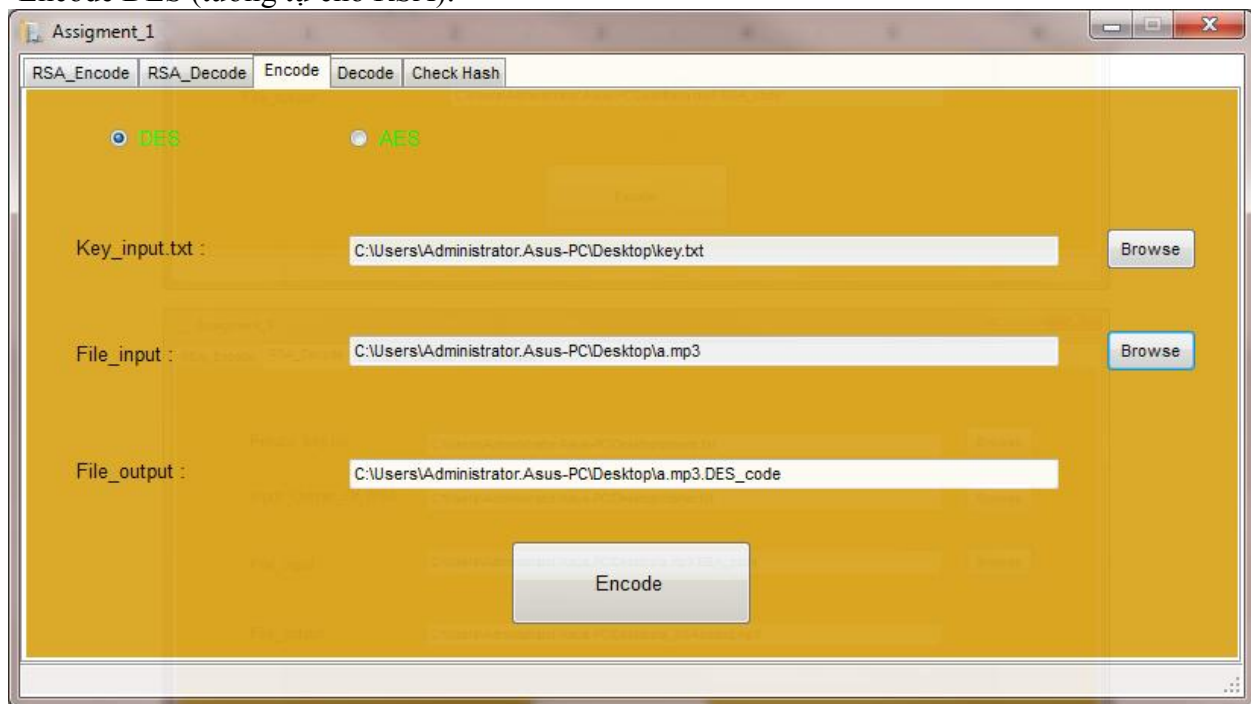 Encode DES (tương tự cho RSA):
Assigment_1
RSA_Encode RSA_Decode Encode Decode Check Hash
DES AES
Key_input.txt : C:\Users\Administrator.Asus-PC\Desktop\key.txt Browse
File_input : C:\Users\Administrator.Asus-PC\Desktop\a.mp3 Browse
File_output : C:\Users\Administrator.Asus-PC\Desktop\a.mp3.DES_code
Encode